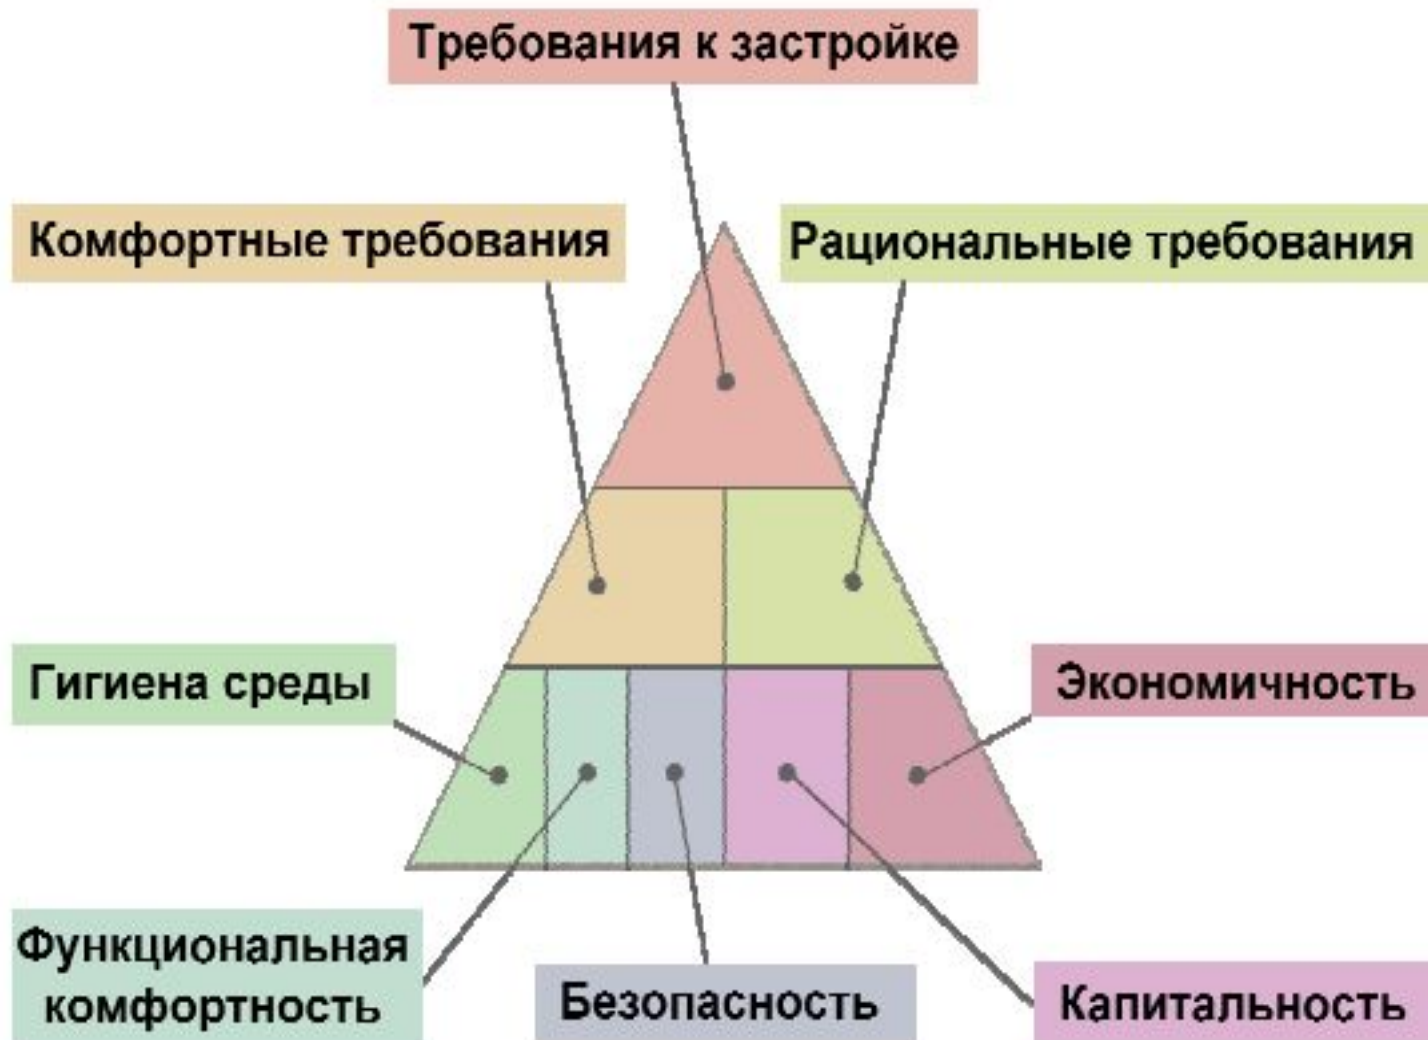 Требования к застройке
Комфортные требования
Рациональные требования
Гигиена среды
Экономичность
Функциональная
комфортность
Безопасность
Капитальность